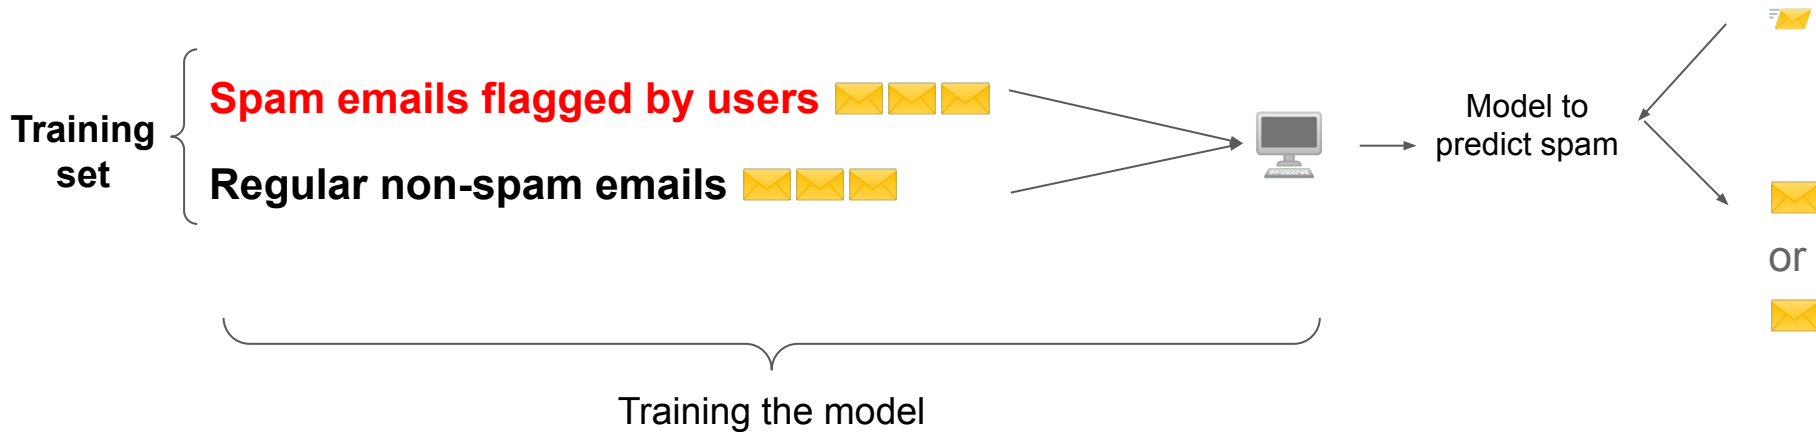 Training
set
Spam emails flagged by users
Regular non-spam emails
Model to
predict spam
or
Training the model